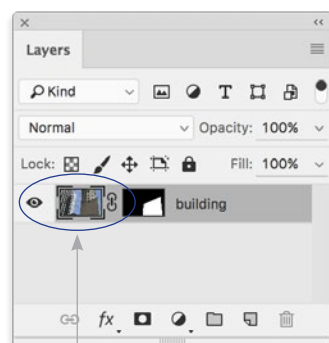 Layers
Kind
Normal Opacity: 100%
Lock: Fill: 100%
building
fx